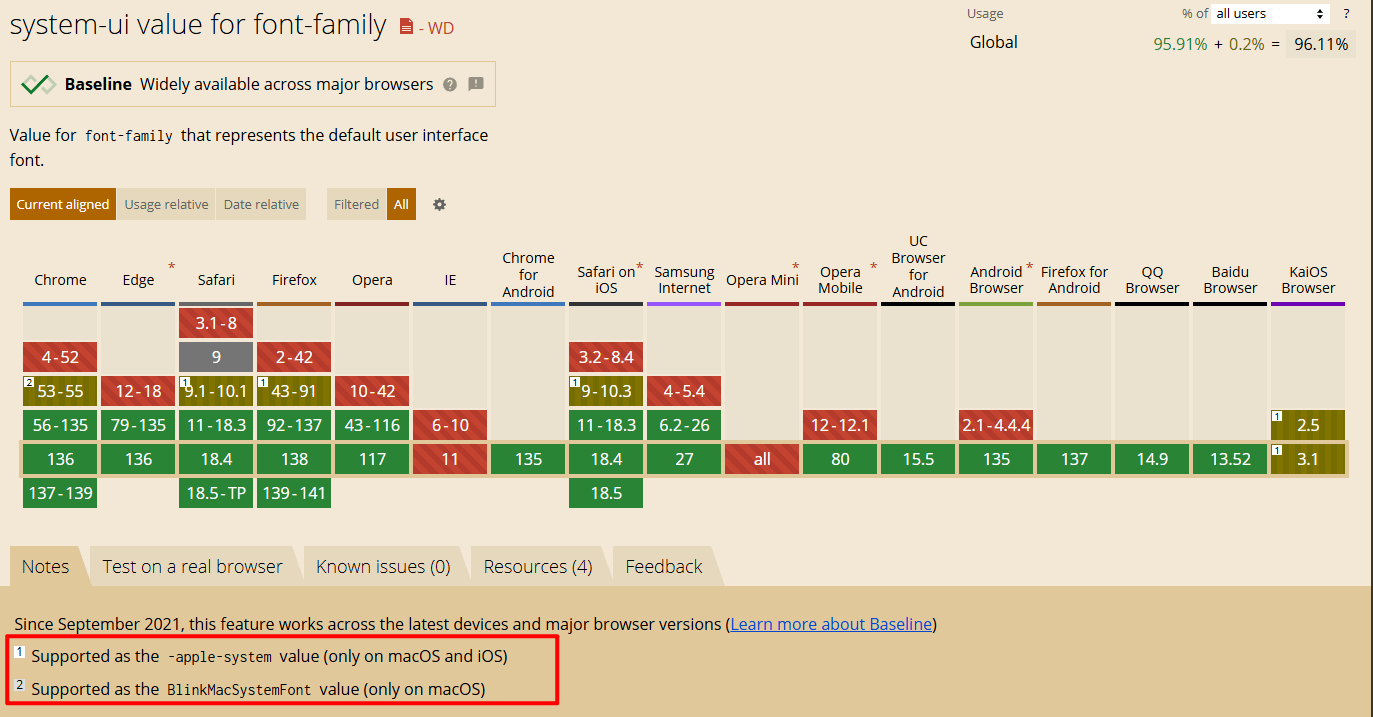 system-ui value for font-family - WD
Usage % of all users ?
Global 95.91% + 0.2% = 96.11%
Baseline Widely available across major browsers ?
Value for font-family that represents the default user interface
font.
Current aligned Usage relative Date relative Filtered All
Chrome
Edge *
Safari
Firefox
Opera
IE
Chrome
for
Android
Safari on *
iOS
Samsung
Internet
Opera Mini *
Opera *
Mobile
UC
Browser
for
Android
Android *
Browser
Firefox for
Android
QQ
Browser
Baidu
Browser
KaiOS
Browser
3.1-8
4-52 9 2-42 3.2-8.4
2 53-55 12-18 1 9.1-10.1 1 43-91 10-42 1 9-10.3 4-5.4
56-135 79-135 11-18.3 92-137 43-116 6-10 11-18.3 6.2-26 12-12.1 2.1-4.4.4 1 2.5
136 136 18.4 138 117 11 135 18.4 27 all 80 15.5 135 137 14.9 13.52 1 3.1
137-139 18.5-TP 139-141 18.5
Notes Test on a real browser Known issues (0) Resources (4) Feedback
Since September 2021, this feature works across the latest devices and major browser versions (Learn more about Baseline)
1 Supported as the -apple-system value (only on macOS and iOS)
2 Supported as the BlinkMacSystemFont value (only on macOS)